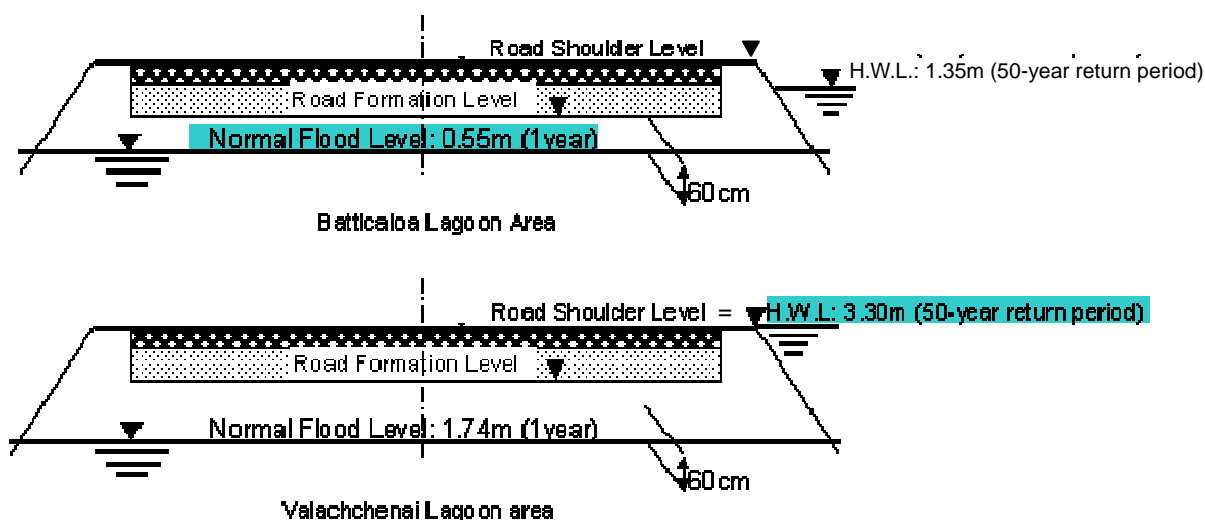 Road Shoulder Level
H.W.L.: 1.35m (50-year return period)
Road Formation Level
Normal Flood Level: 0.55m (1year)
60 cm
Batticaloa Lagoon Area
Road Shoulder Level = H.W.L: 3.30m (50-year return period)
Road Formation Level
Normal Flood Level: 1.74m (1year)
60 cm
Valachchenai Lagoon area